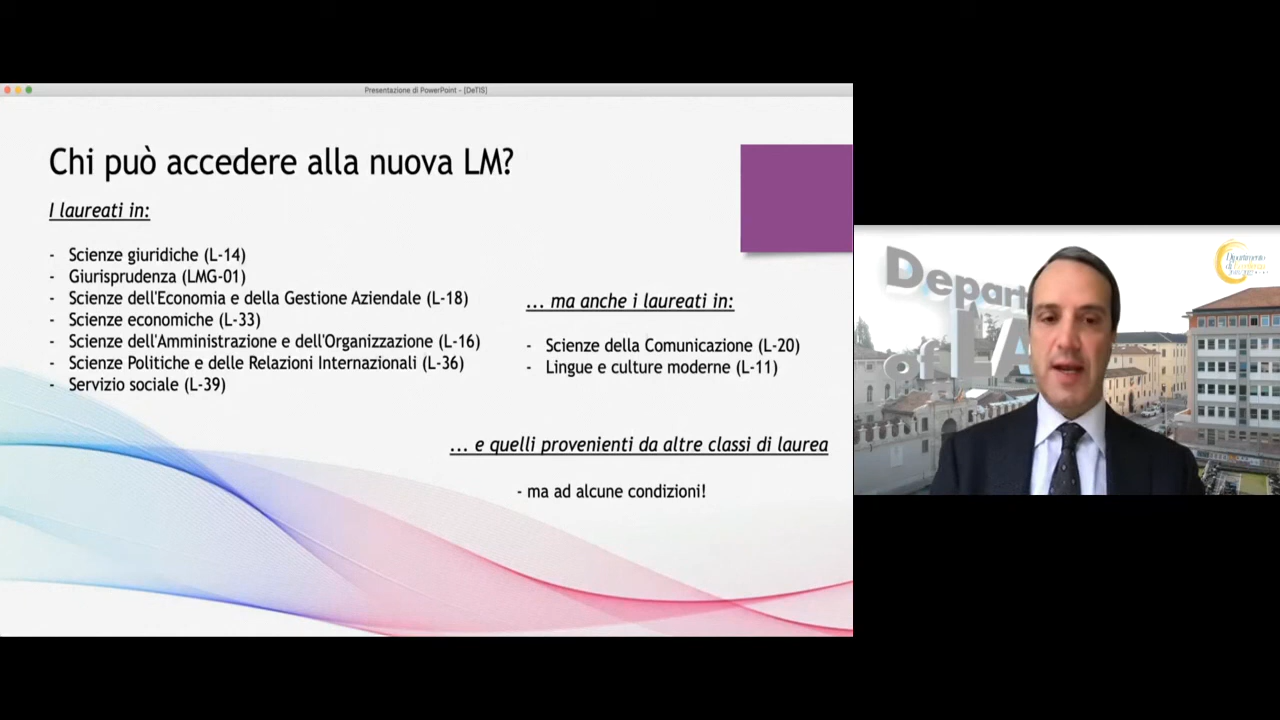 Presentazione di PowerPoint - [DeTIS]
Chi può accedere alla nuova LM?
I laureati in:
- Scienze giuridiche (L-14)
- Giurisprudenza (LMG-01)
- Scienze dell'Economia e della Gestione Aziendale (L-18)
- Scienze economiche (L-33)
- Scienze dell'Amministrazione e dell'Organizzazione (L-16)
- Scienze Politiche e delle Relazioni Internazionali (L-36)
- Servizio sociale (L-39)
... ma anche i laureati in:
- Scienze della Comunicazione (L-20)
- Lingue e culture moderne (L-11)
... e quelli provenienti da altre classi di laurea
- ma ad alcune condizioni!
Depart
of LA
Dipartimento
di Eccellenza